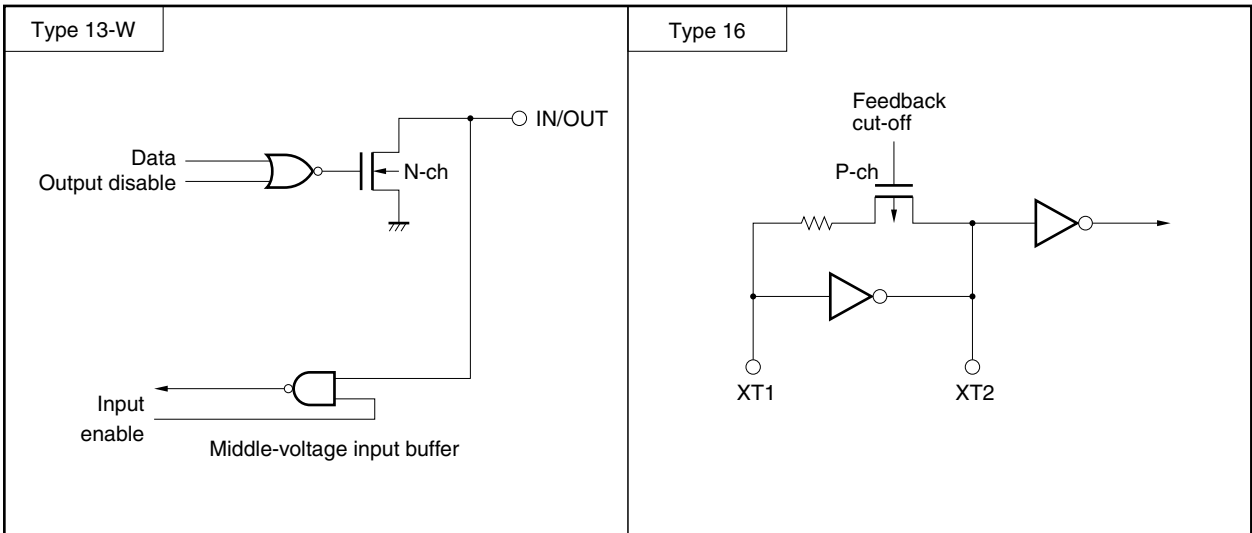 Type 13-W
IN/OUT
Data
Output disable
N-ch
Input
enable
Middle-voltage input buffer
Type 16
Feedback
cut-off
P-ch
XT1
XT2